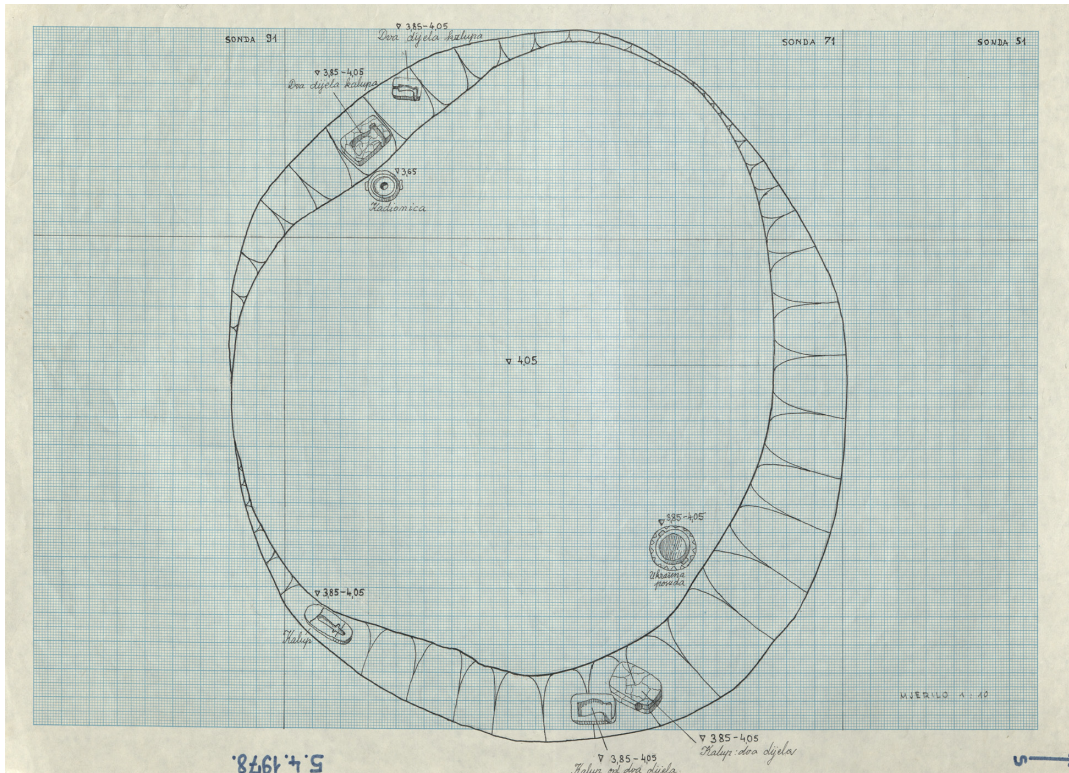 SONDA 91
SONDA 71
SONDA 51
▽ 3,85-4,05
Dva dijela kalupa
▽ 3,85-4,05
Dva dijela kalupa
▽ 3,65
Kadionica
▽ 4,05
▽ 3,85-4,05
Ukrašena
posuda
▽ 3,85-4,05
Kalup
MJERILO 1:10
▽ 3,85-4,05
Kalup: dva dijela
▽ 3,85-4,05
Kalup od dva dijela
5.4.1978.
S